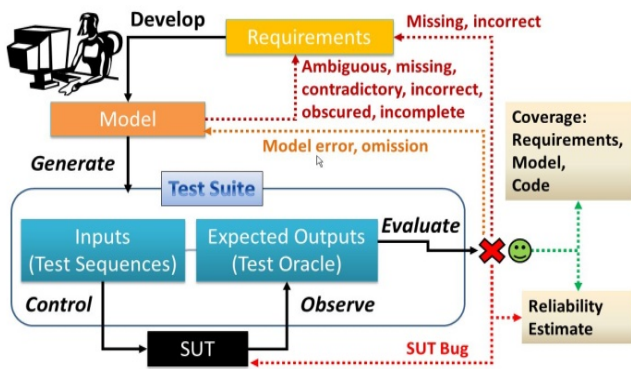 Develop
Requirements
Missing, incorrect
Ambiguous, missing,
contradictory, incorrect,
obscured, incomplete
Model
Model error, omission
Generate
Coverage:
Requirements,
Model,
Code
Test Suite
Inputs
(Test Sequences)
Expected Outputs
(Test Oracle)
Evaluate
Control
Observe
SUT
SUT Bug
Reliability
Estimate